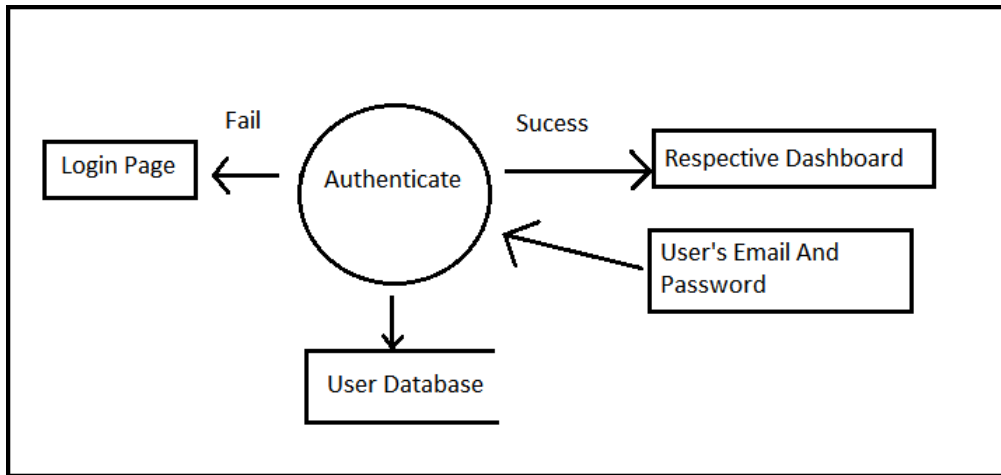 Fail
Sucess
Login Page
Authenticate
Respective Dashboard
User's Email And
Password
User Database